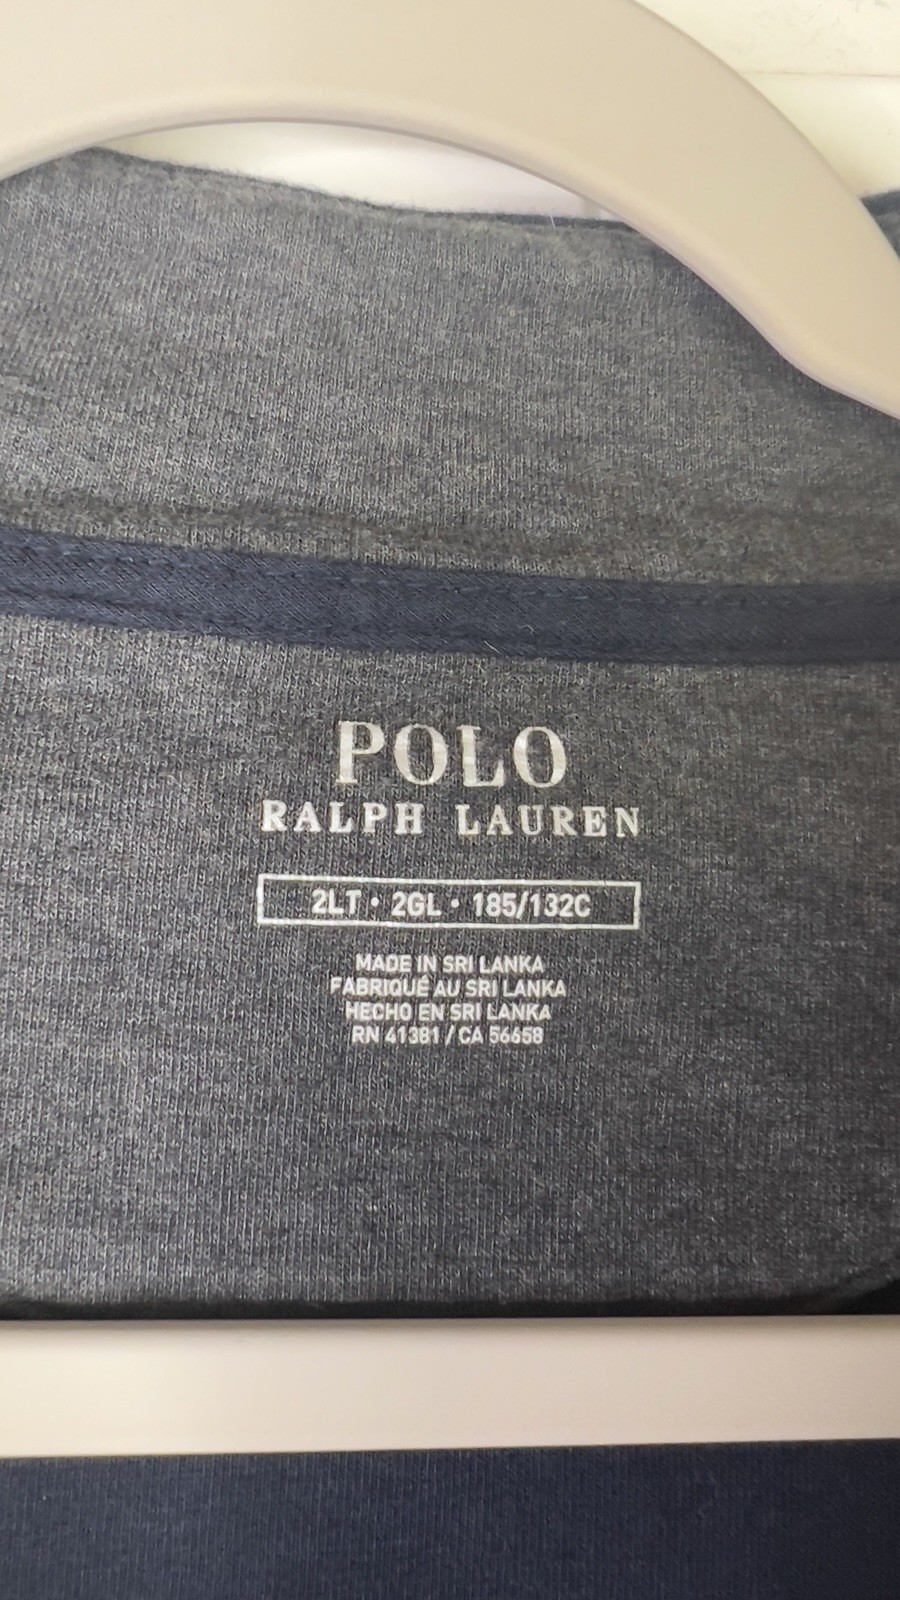 POLO
RALPH LAUREN
2LT • 2GL • 185/132C
MADE IN SRI LANKA
FABRIQUÉ AU SRI LANKA
HECHO EN SRI LANKA
RN 41381 / CA 56658